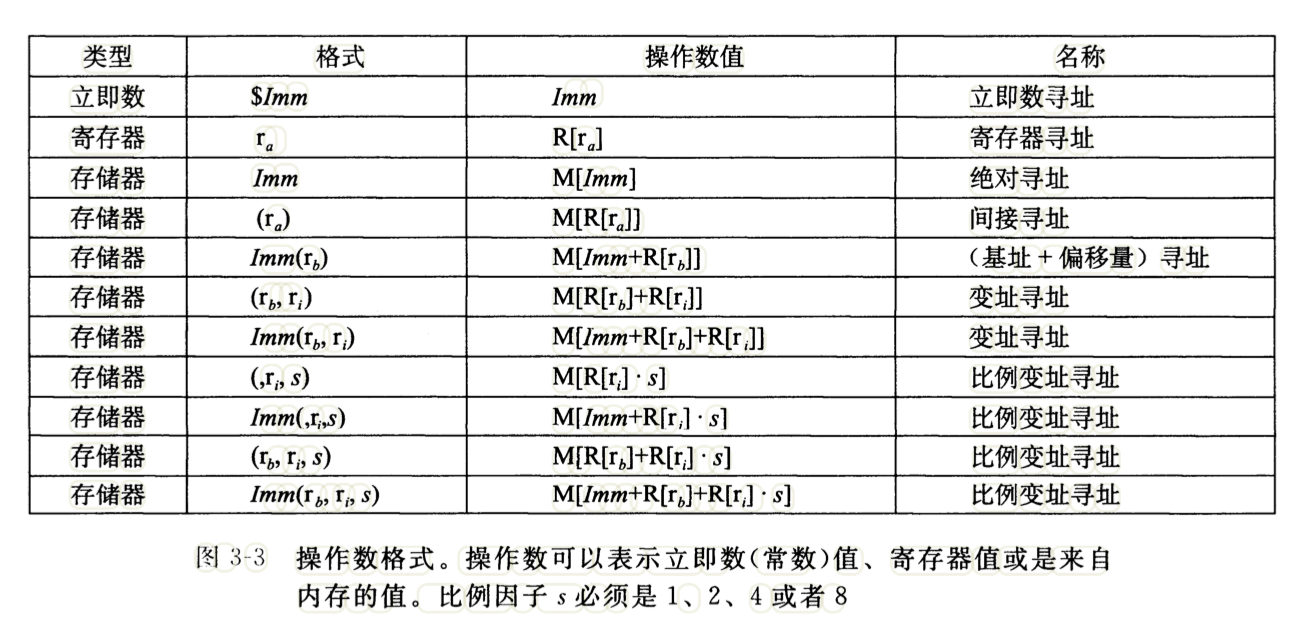 类型 格式 操作数值 名称
立即数 $Imm Imm 立即数寻址
寄存器 rₐ R[rₐ] 寄存器寻址
存储器 Imm M[Imm] 绝对寻址
存储器 (rₐ) M[R[rₐ]] 间接寻址
存储器 Imm(r_b) M[Imm+R[r_b]] （基址 + 偏移量）寻址
存储器 (r_b, r_i) M[R[r_b]+R[r_i]] 变址寻址
存储器 Imm(r_b, r_i) M[Imm+R[r_b]+R[r_i]] 变址寻址
存储器 (,r_i, s) M[R[r_i] · s] 比例变址寻址
存储器 Imm(,r_i,s) M[Imm+R[r_i] · s] 比例变址寻址
存储器 (r_b, r_i, s) M[R[r_b]+R[r_i] · s] 比例变址寻址
存储器 Imm(r_b, r_i, s) M[Imm+R[r_b]+R[r_i] · s] 比例变址寻址
图 3-3 操作数格式。操作数可以表示立即数(常数)值、寄存器值或是来自
内存的值。比例因子 s 必须是 1、2、4 或者 8